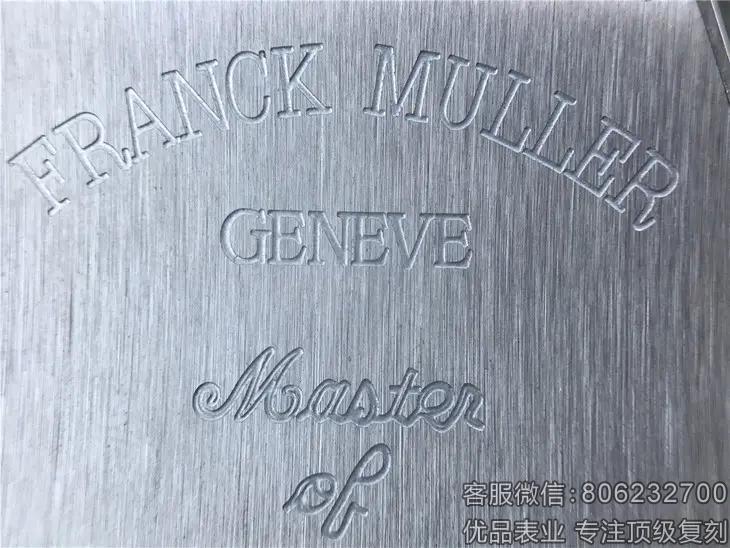 FRANCK MULLER
GENEVE
Master
of
客服微信:806232700
优品表业 专注顶级复刻